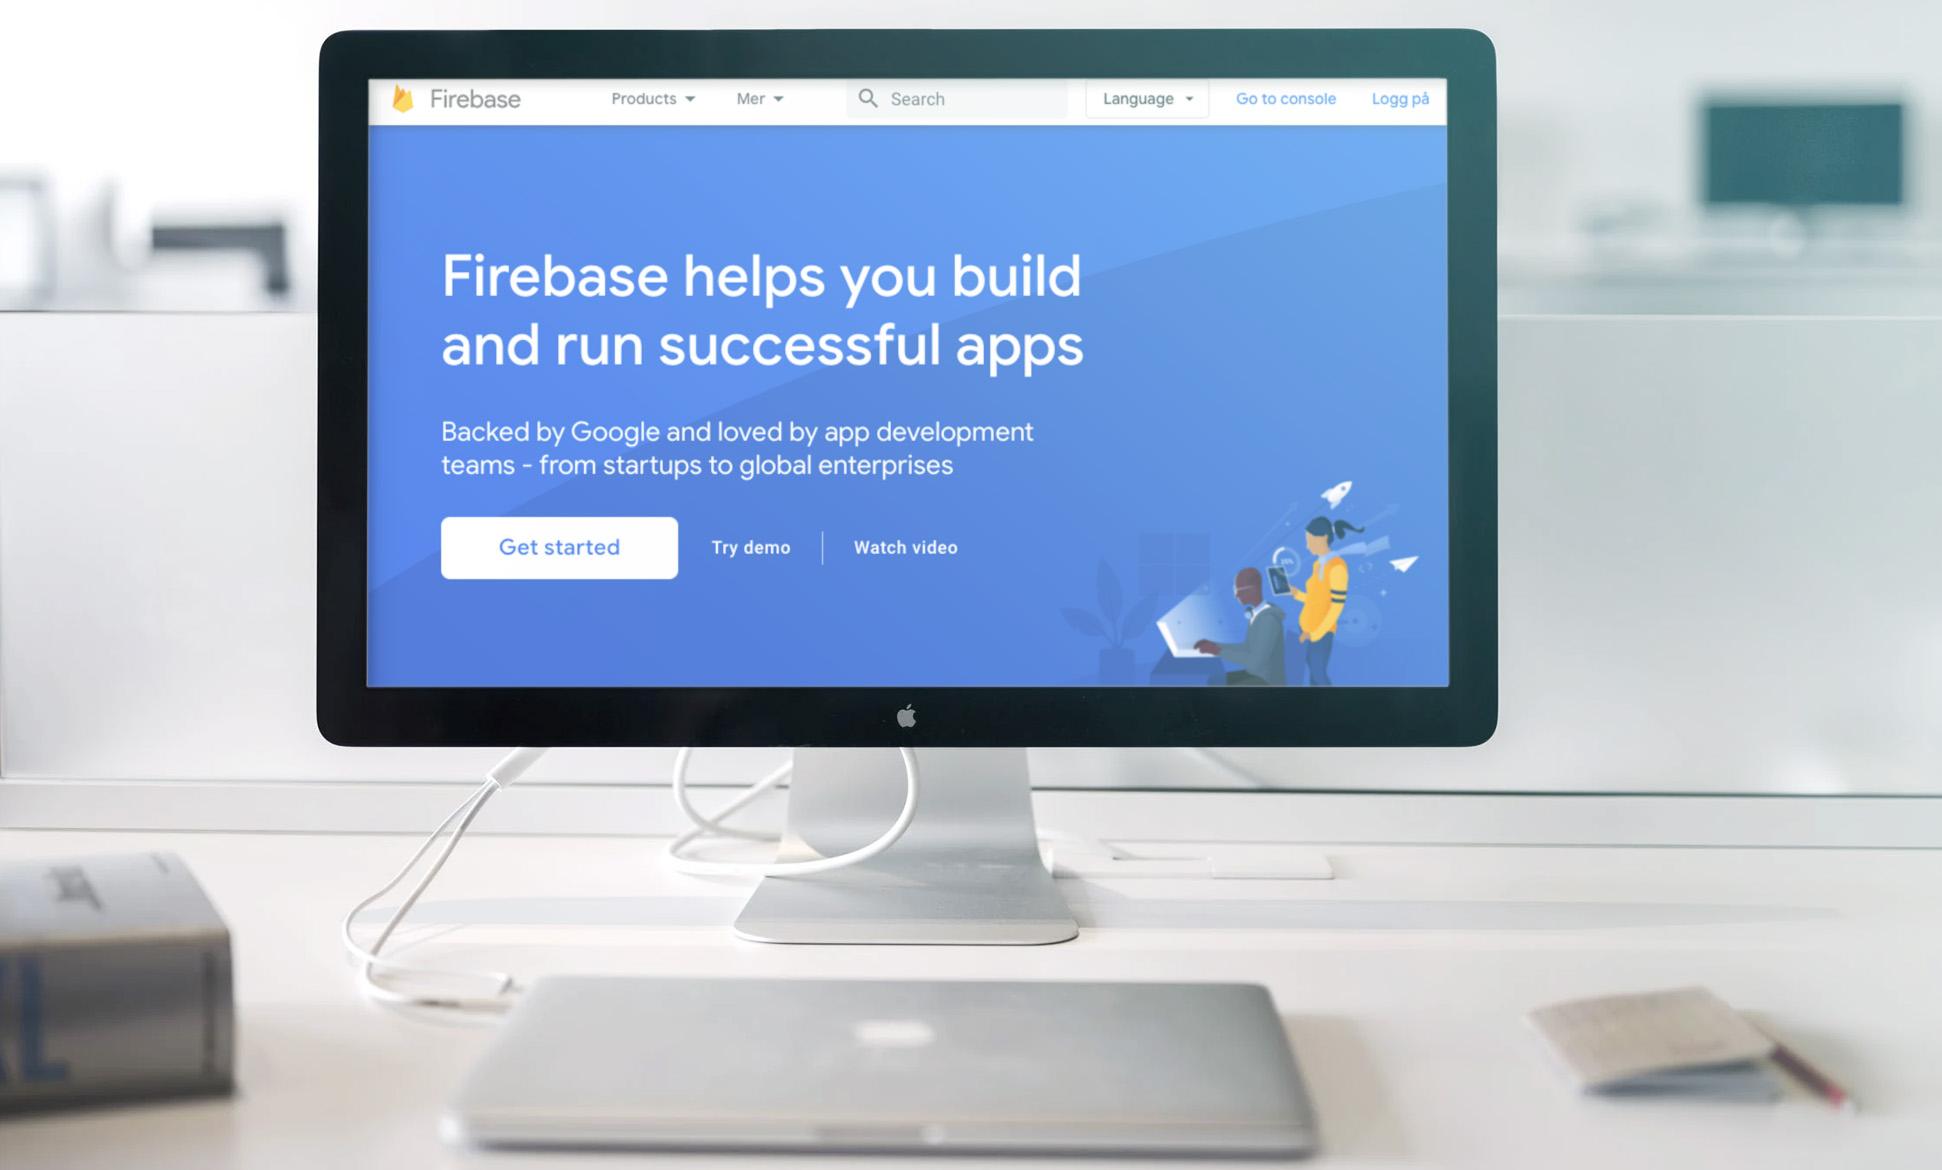 Firebase
Products
Mer
Search
Language
Go to console
Logg på
Firebase helps you build
and run successful apps
Backed by Google and loved by app development
teams - from startups to global enterprises
Get started
Try demo
Watch video